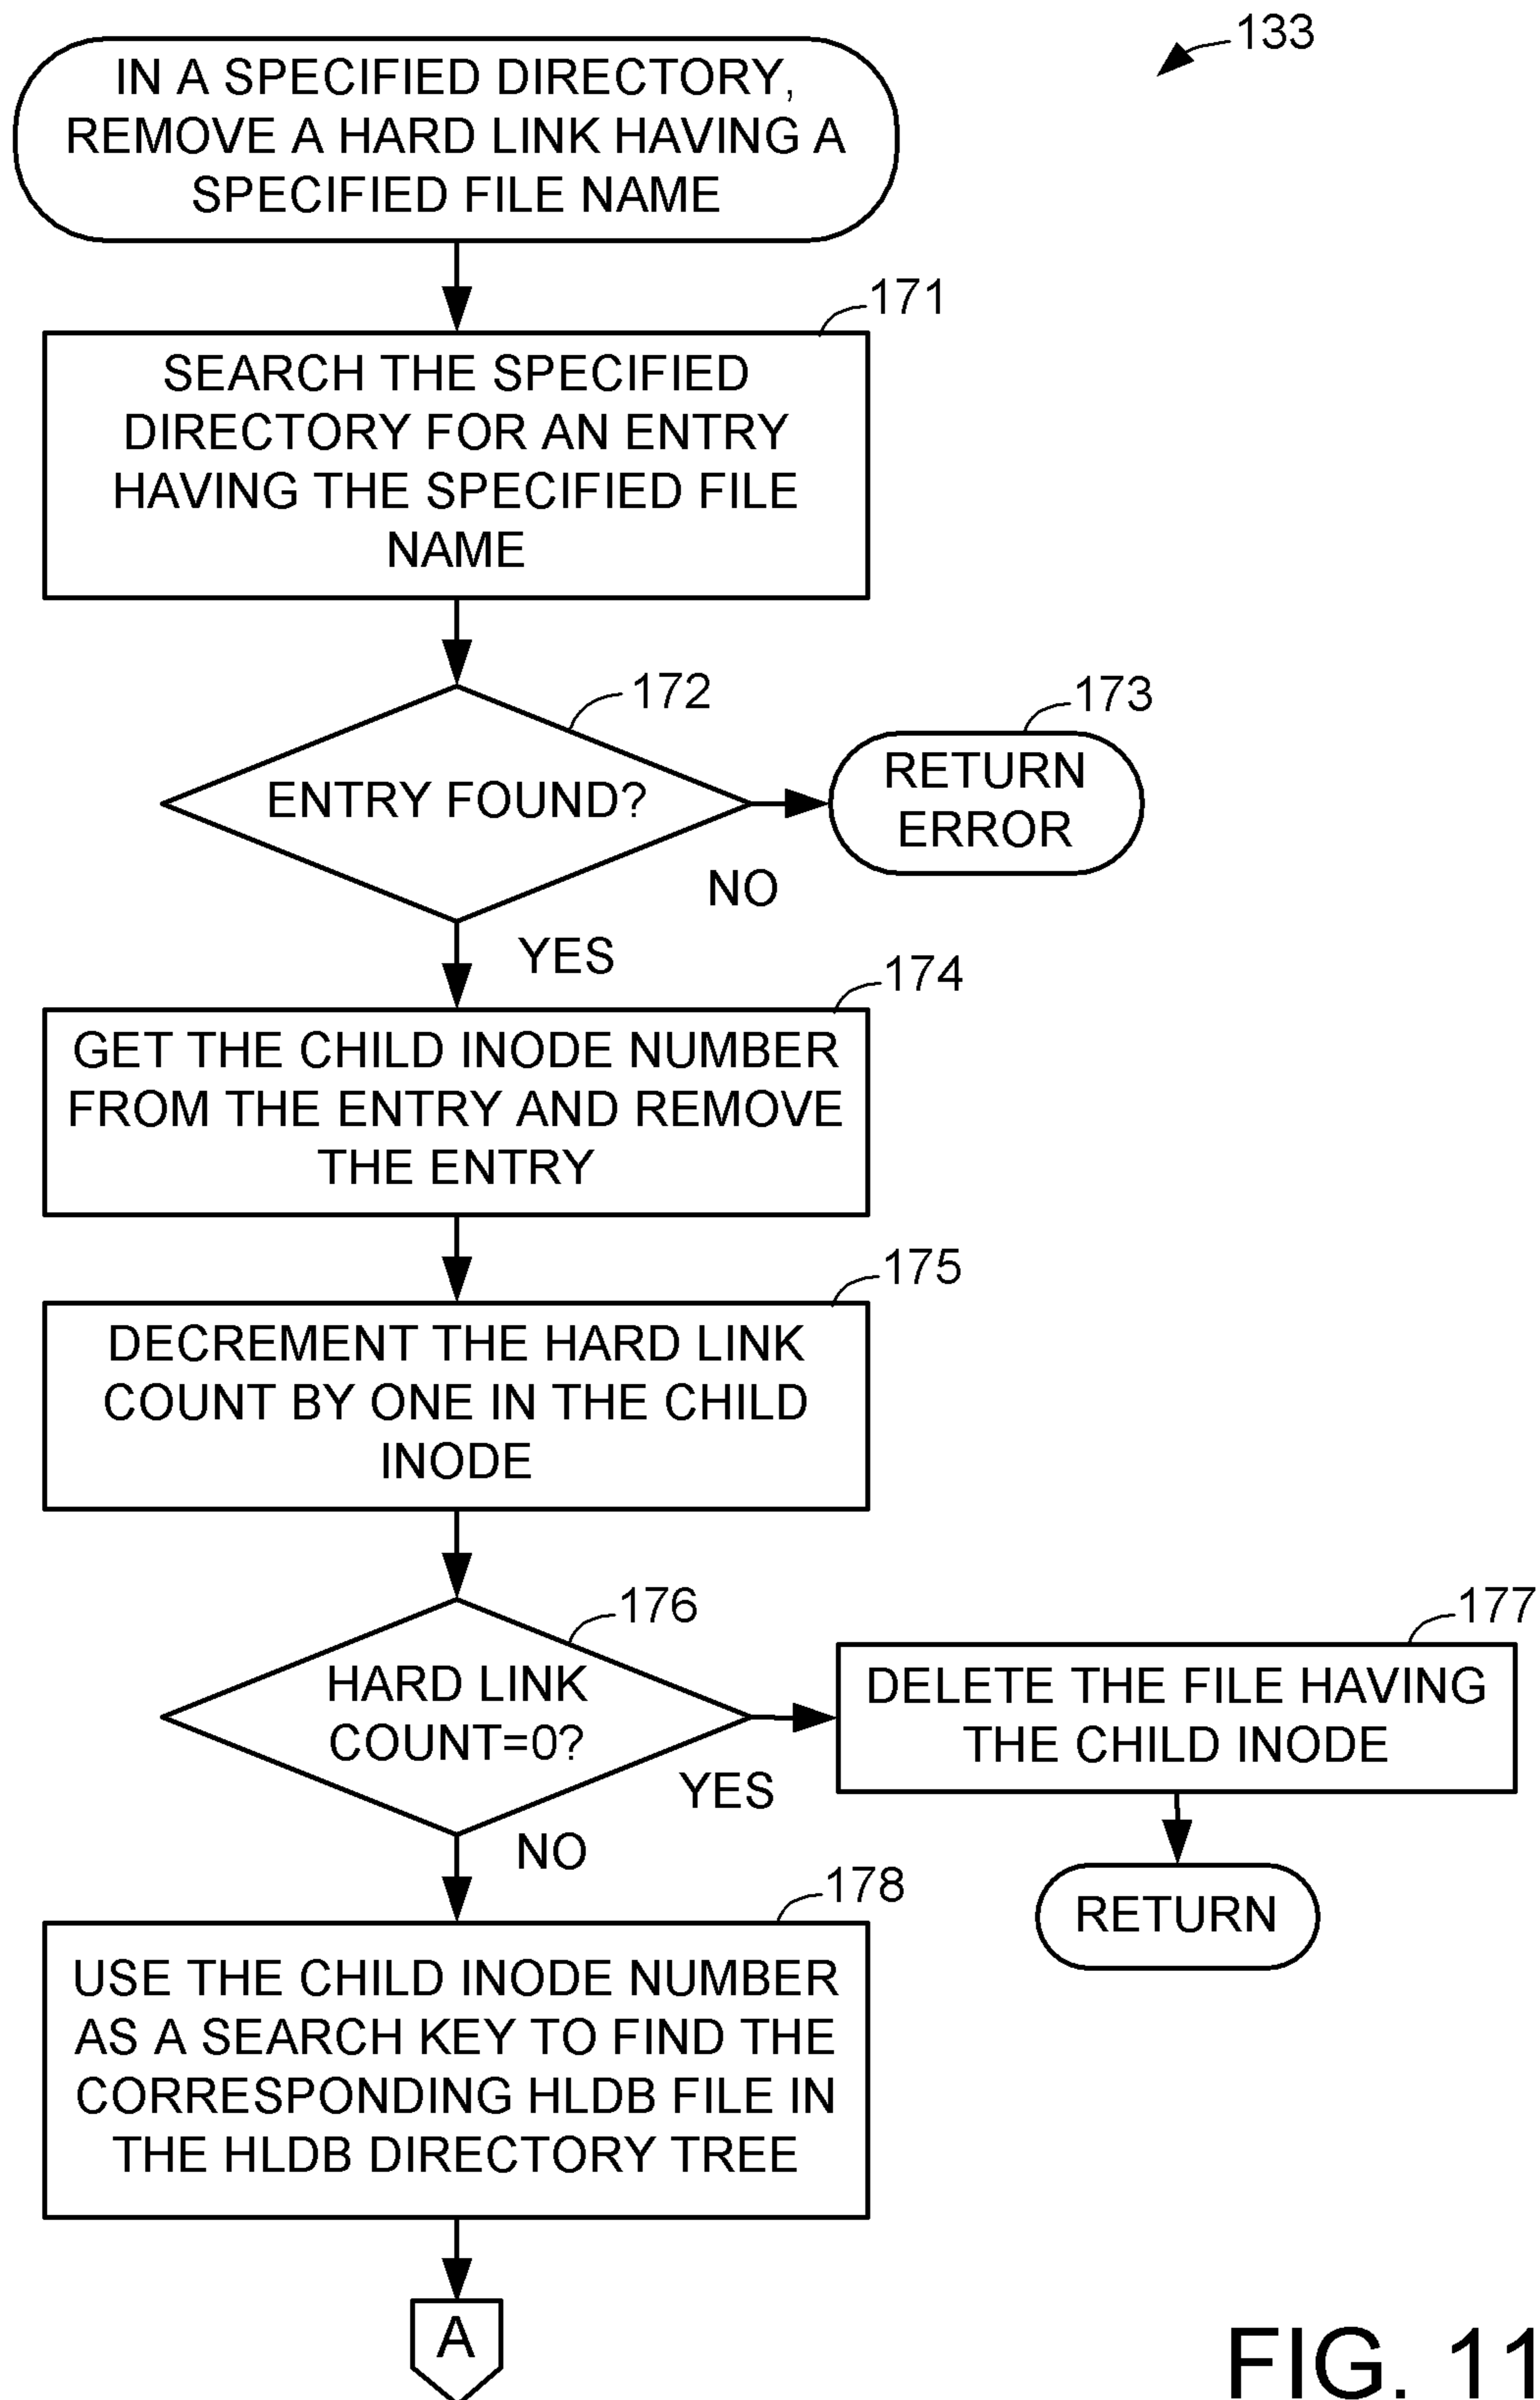 133
IN A SPECIFIED DIRECTORY,
REMOVE A HARD LINK HAVING A
SPECIFIED FILE NAME
171
SEARCH THE SPECIFIED
DIRECTORY FOR AN ENTRY
HAVING THE SPECIFIED FILE
NAME
172
ENTRY FOUND?
173
RETURN
ERROR
NO
YES
174
GET THE CHILD INODE NUMBER
FROM THE ENTRY AND REMOVE
THE ENTRY
175
DECREMENT THE HARD LINK
COUNT BY ONE IN THE CHILD
INODE
176
HARD LINK
COUNT=0?
177
DELETE THE FILE HAVING
THE CHILD INODE
YES
NO
RETURN
178
USE THE CHILD INODE NUMBER
AS A SEARCH KEY TO FIND THE
CORRESPONDING HLDB FILE IN
THE HLDB DIRECTORY TREE
A
FIG. 11